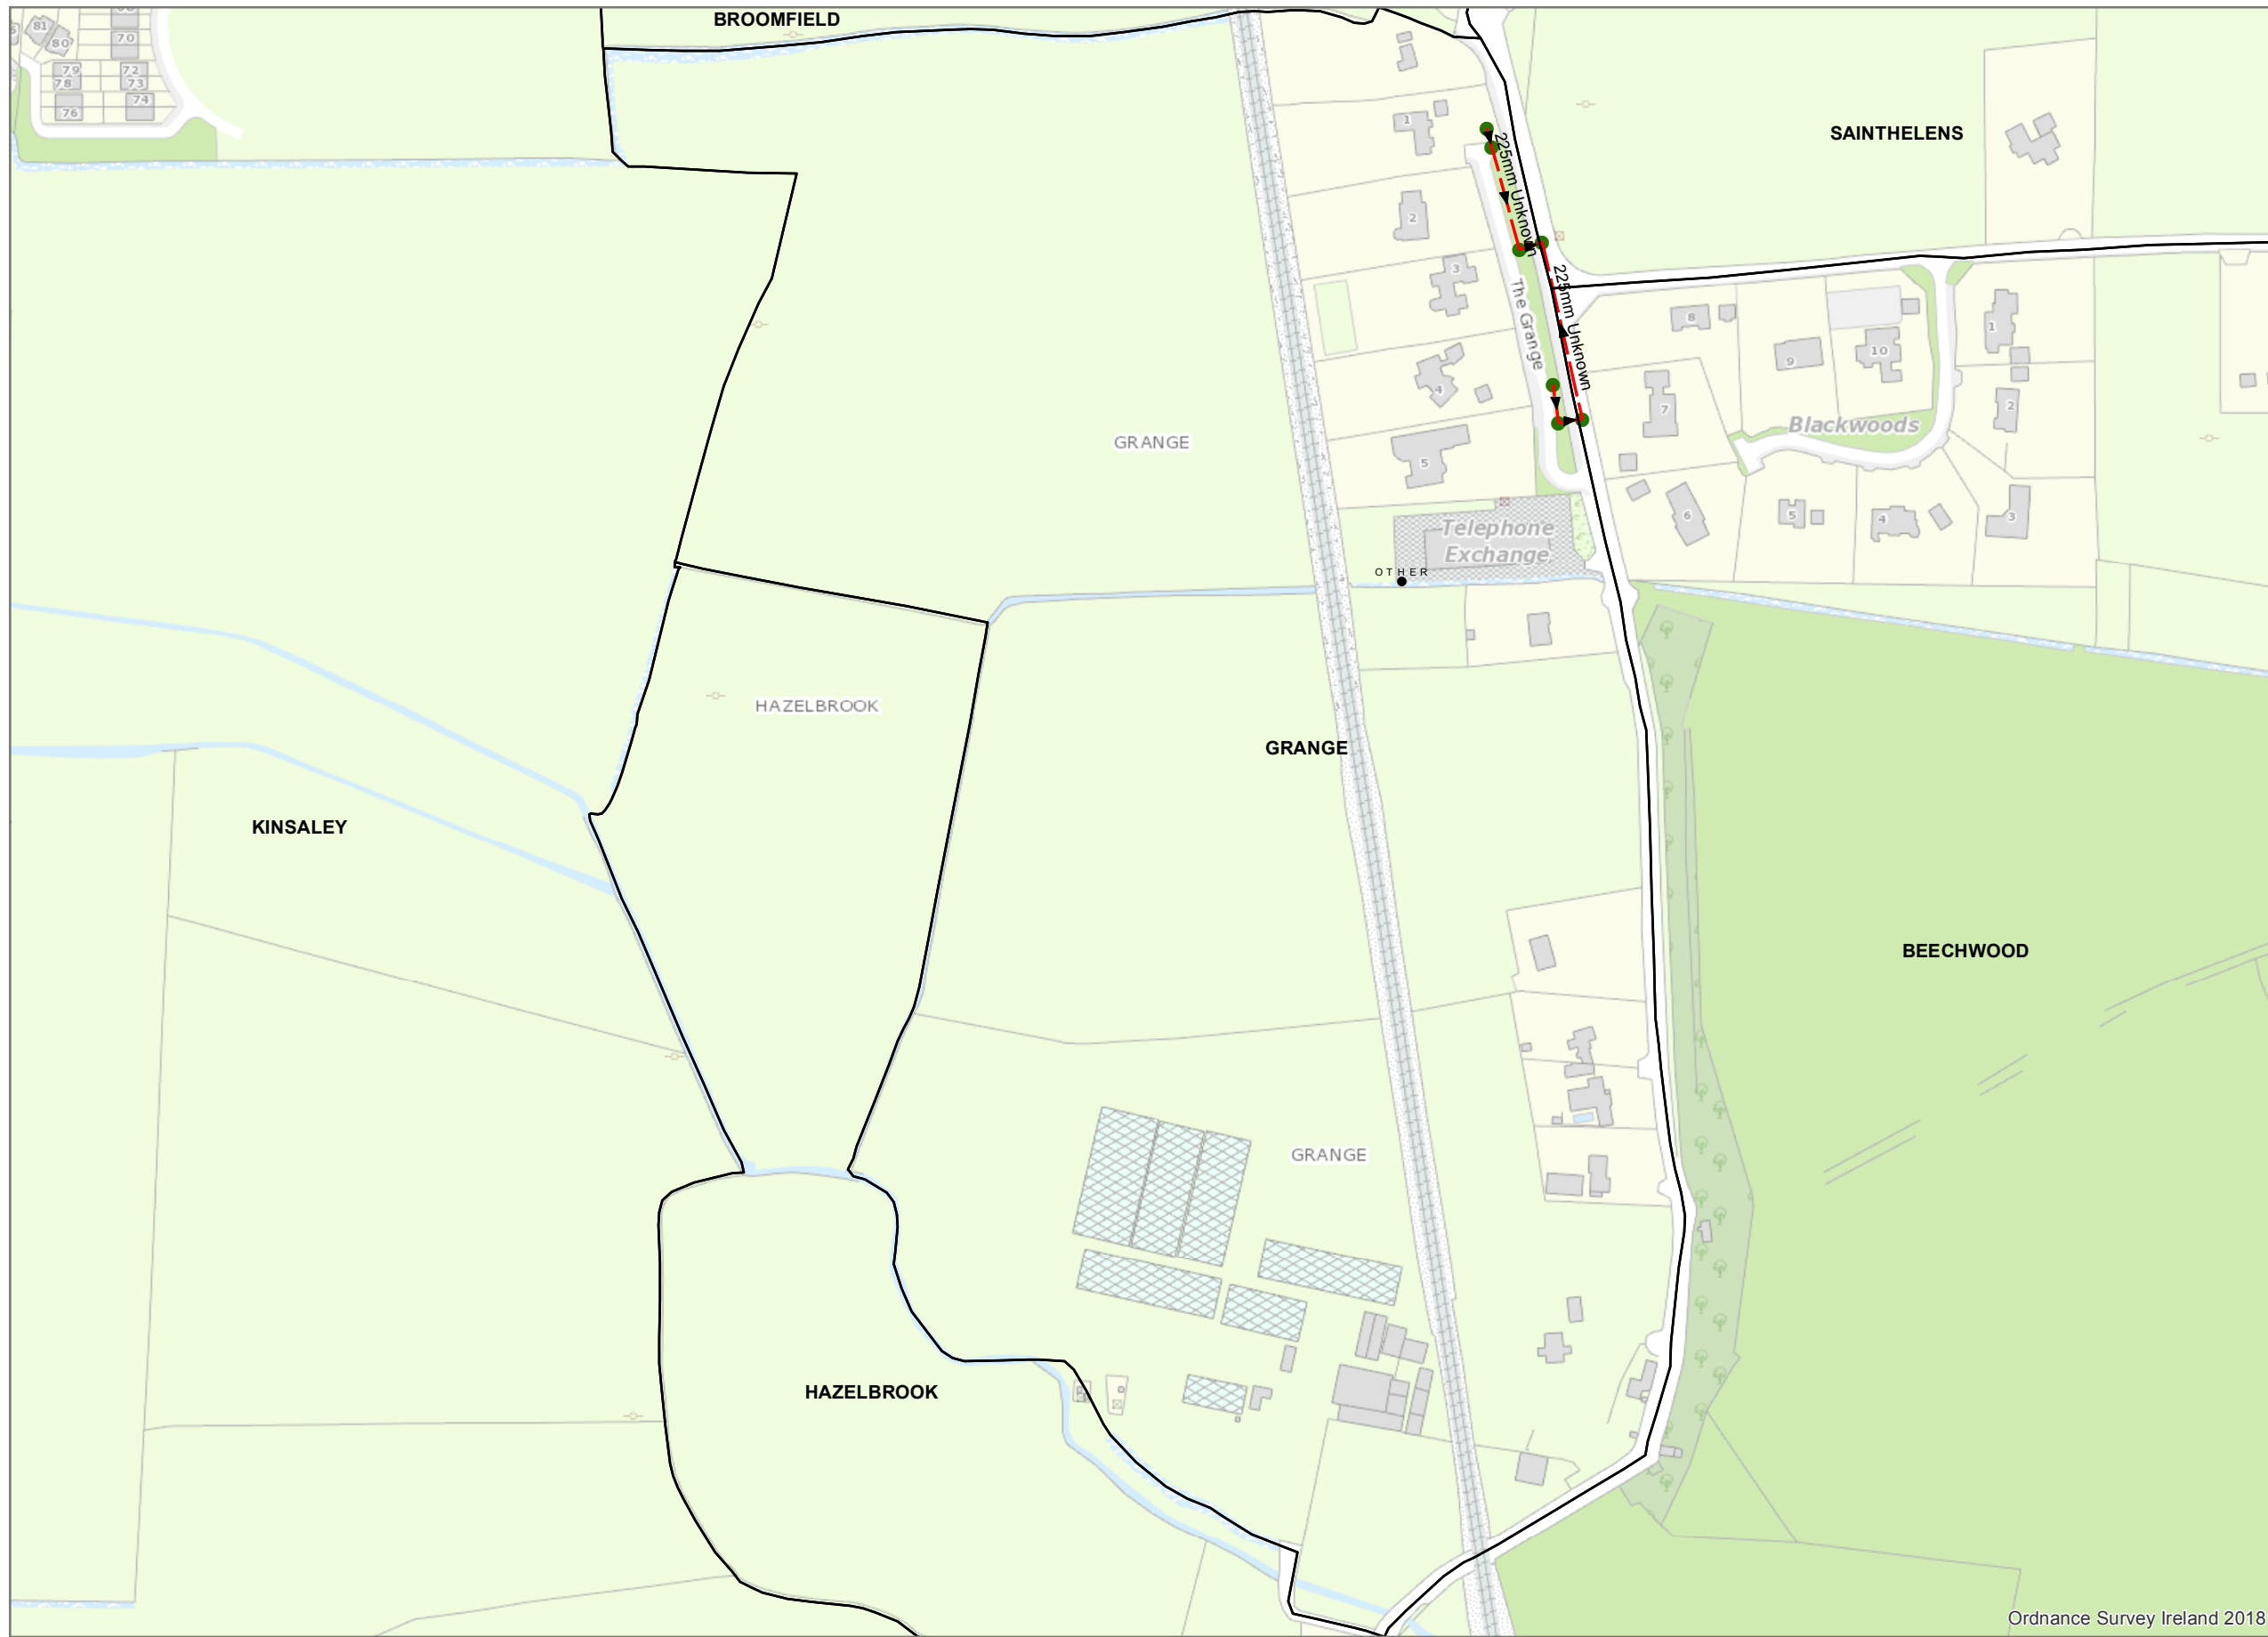 BROOMFIELD
81
80
70
79
78
72
73
76
74
SAINTHELENS
1
225mm Unknown
2
3
225mm Unknown
The Grange
4
5
8
9
10
1
7
2
Blackwoods
6
5
4
3
GRANGE
Telephone
Exchange
OTHER
HAZELBROOK
GRANGE
KINSALEY
BEECHWOOD
GRANGE
HAZELBROOK
Ordnance Survey Ireland 2018